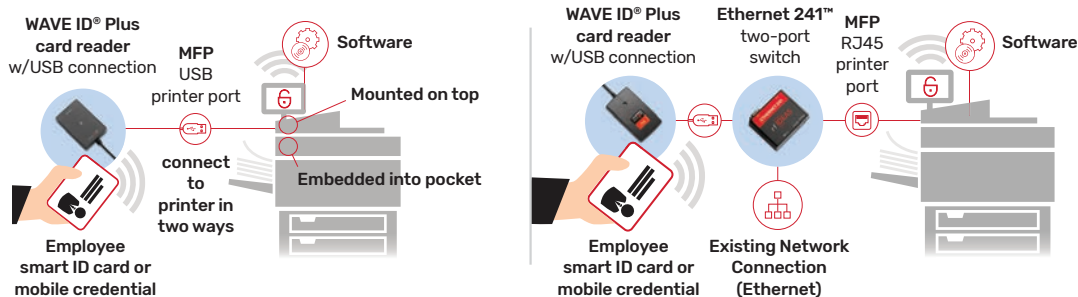 WAVE ID® Plus
card reader
w/USB connection
MFP
USB
printer port
Software
Mounted on top
Embedded into pocket
connect
to
printer in
two ways
Employee
smart ID card or
mobile credential
WAVE ID® Plus
card reader
w/USB connection
Ethernet 241™
two-port
switch
MFP
RJ45
printer
port
Software
Employee
smart ID card or
mobile credential
Existing Network
Connection
(Ethernet)